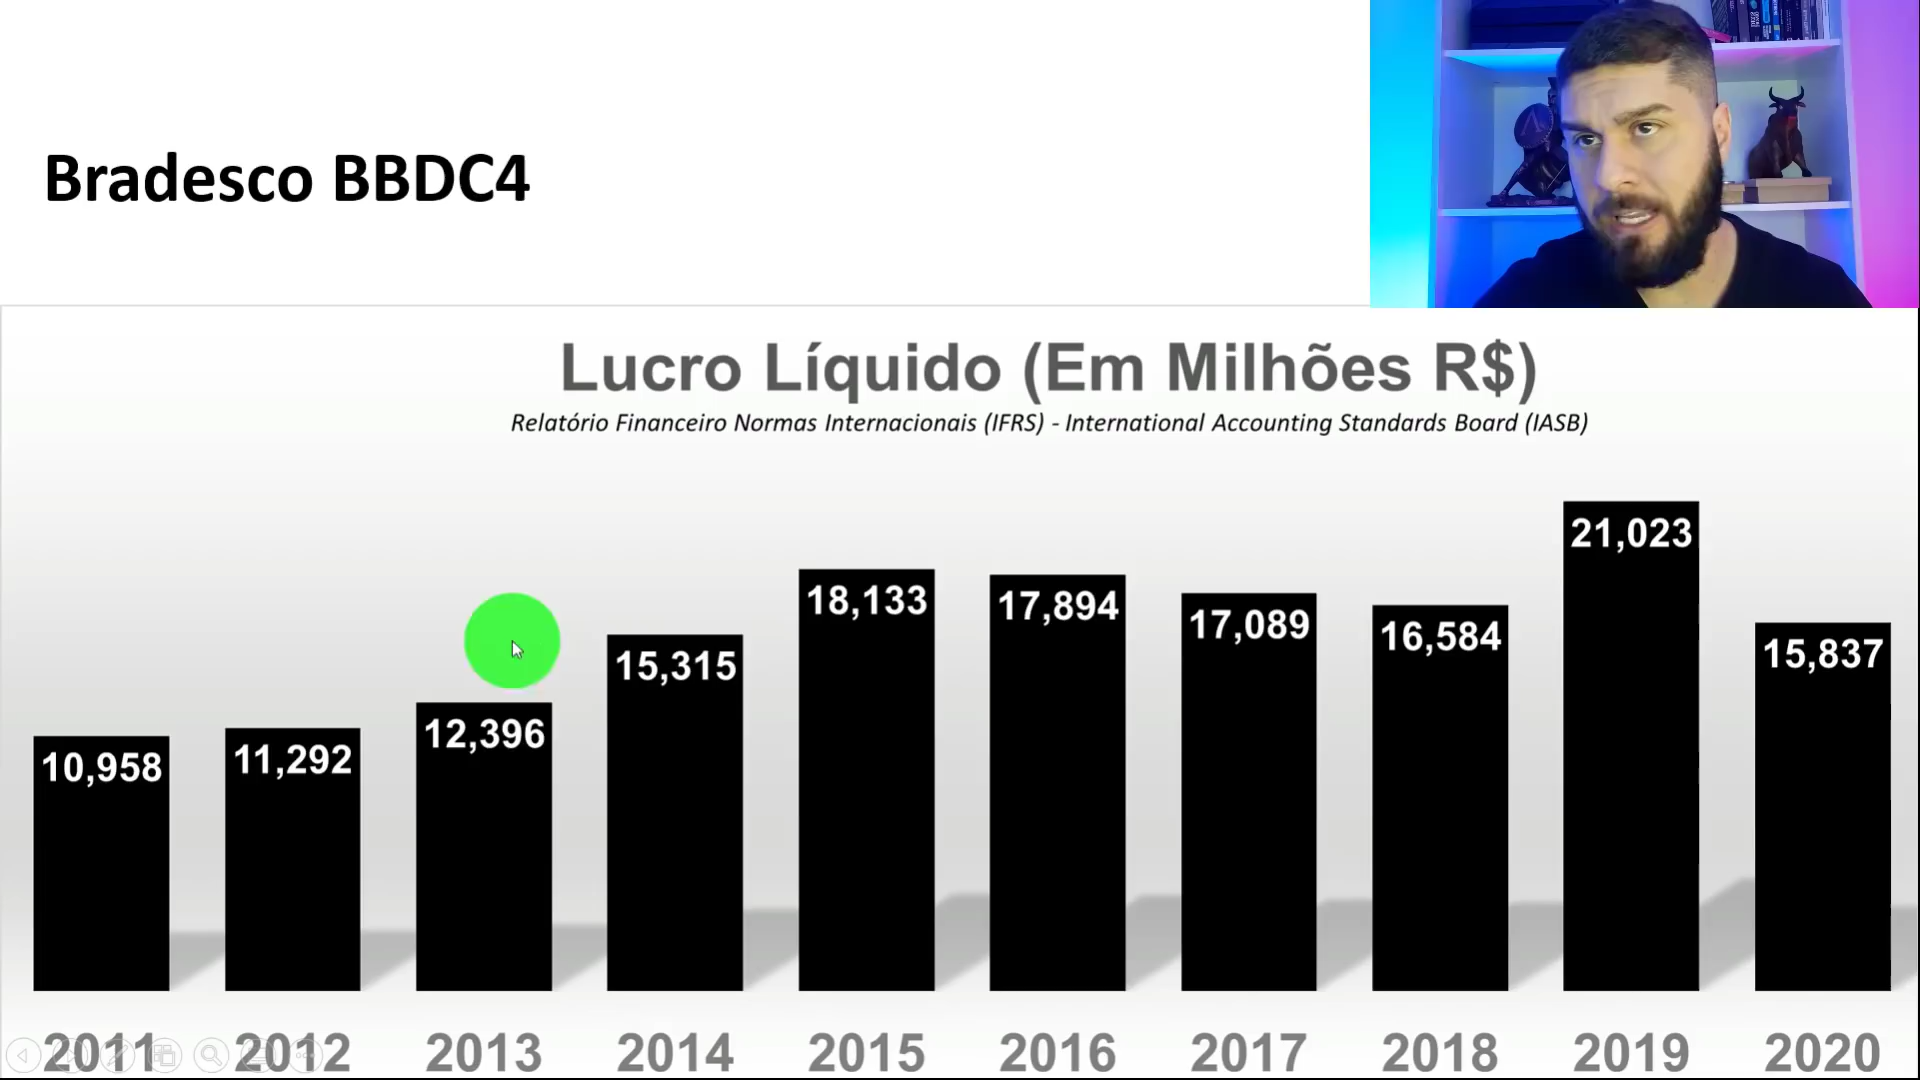 Bradesco BBDC4
Lucro Líquido (Em Milhões R$)
Relatório Financeiro Normas Internacionais (IFRS) - International Accounting Standards Board (IASB)
10,958
11,292
12,396
15,315
18,133
17,894
17,089
16,584
21,023
15,837
2011 2012 2013 2014 2015 2016 2017 2018 2019 2020